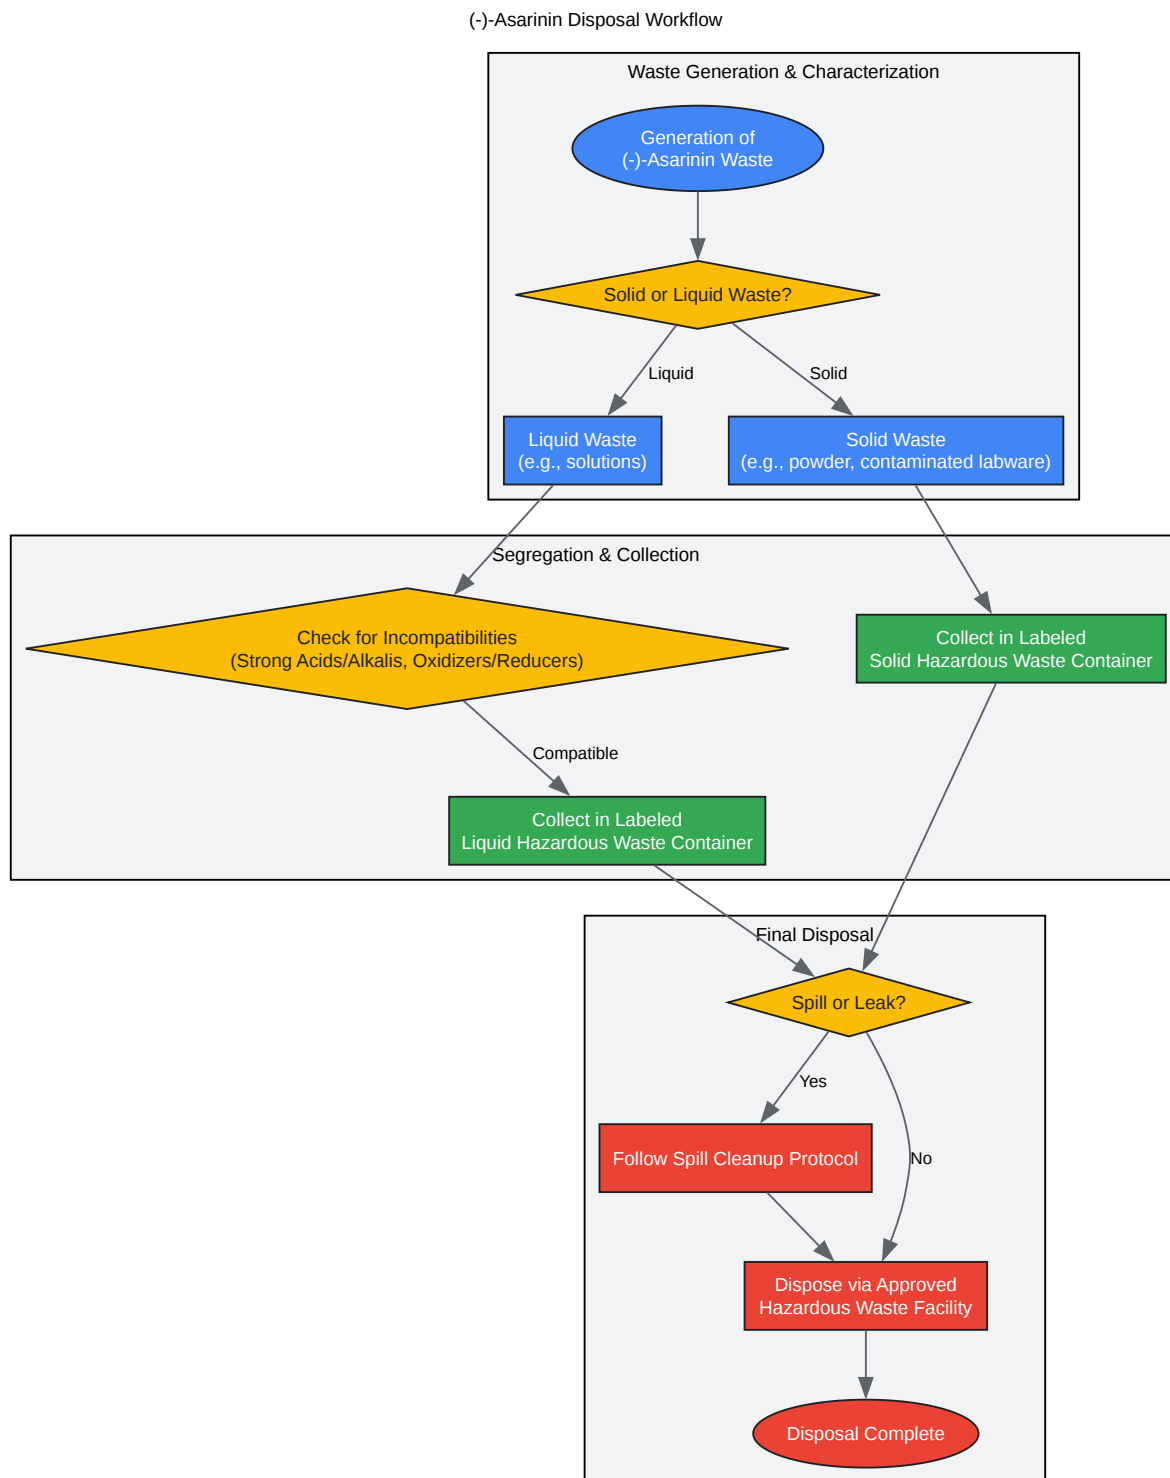 (-)-Asarinin Disposal Workflow
Waste Generation & Characterization
Generation of
(-)-Asarinin Waste
Solid or Liquid Waste?
Liquid
Solid
Liquid Waste
(e.g., solutions)
Solid Waste
(e.g., powder, contaminated labware)
Segregation & Collection
Check for Incompatibilities
(Strong Acids/Alkalis, Oxidizers/Reducers)
Collect in Labeled
Solid Hazardous Waste Container
Compatible
Collect in Labeled
Liquid Hazardous Waste Container
Final Disposal
Spill or Leak?
Yes
No
Follow Spill Cleanup Protocol
Dispose via Approved
Hazardous Waste Facility
Disposal Complete